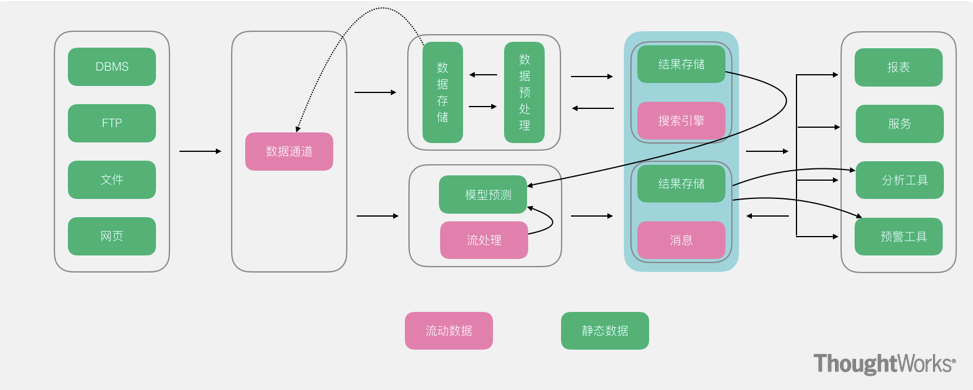 DBMS
FTP
文件
网页
数据通道
数据存储
数据预处理
模型预测
流处理
结果存储
搜索引擎
结果存储
消息
报表
服务
分析工具
预警工具
流动数据
静态数据
ThoughtWorks®